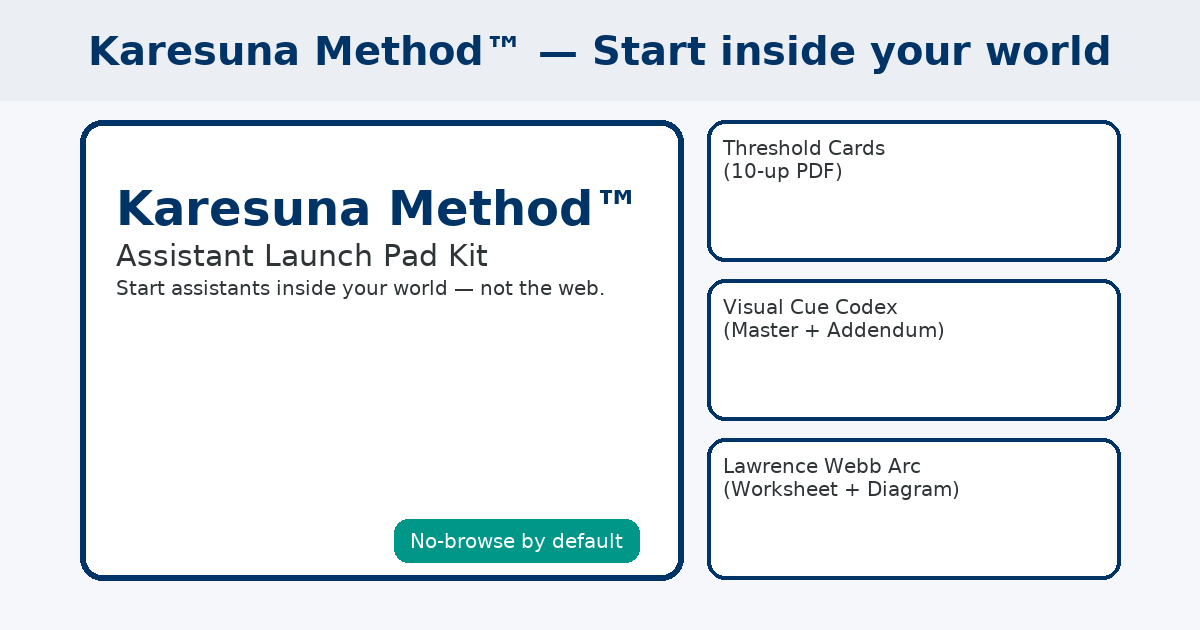 Karesuna Method™ — Start inside your world
Karesuna Method™
Assistant Launch Pad Kit
Start assistants inside your world — not the web.
No-browse by default
Threshold Cards
(10-up PDF)
Visual Cue Codex
(Master + Addendum)
Lawrence Webb Arc
(Worksheet + Diagram)